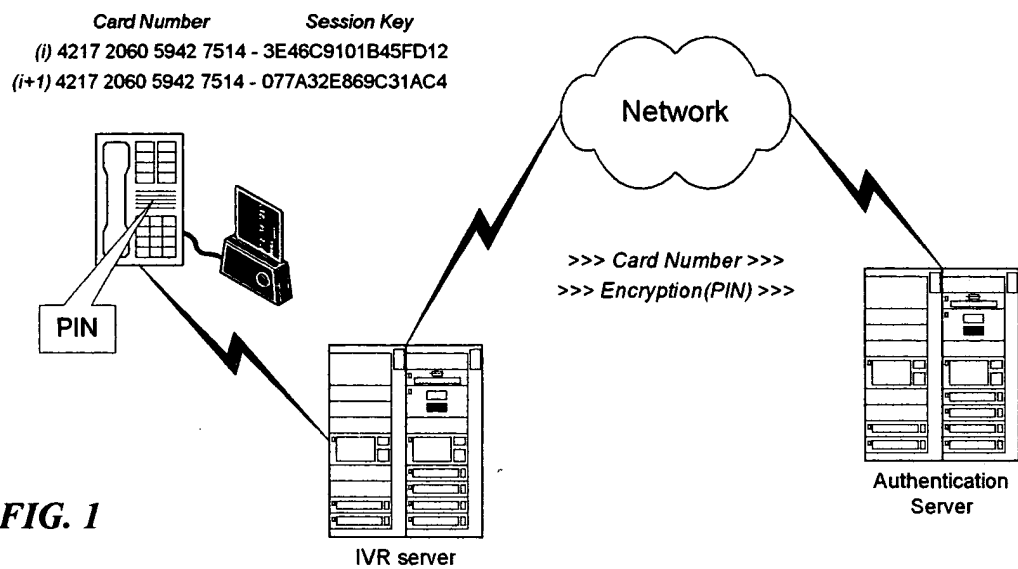 Card Number Session Key
(i) 4217 2060 5942 7514 - 3E46C9101B45FD12
(i+1) 4217 2060 5942 7514 - 077A32E869C31AC4
Network
>>> Card Number >>>
>>> Encryption(PIN) >>>
PIN
Authentication
Server
FIG. 1
IVR server